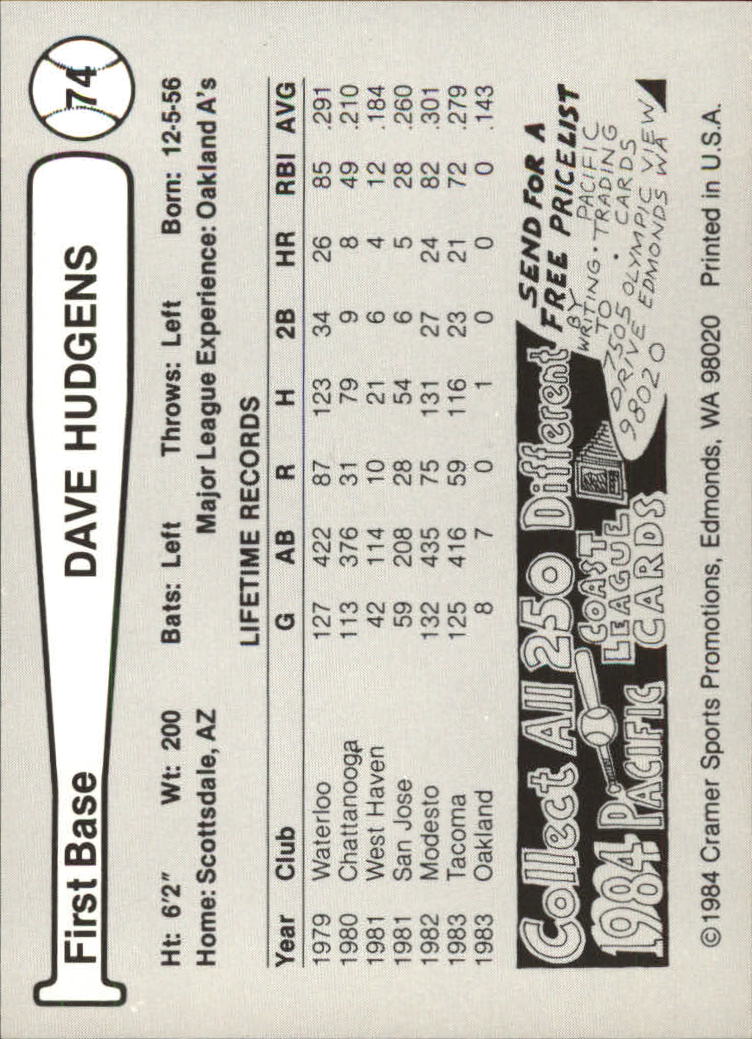 First Base DAVE HUDGENS 74
Ht: 6'2" Wt: 200 Bats: Left Throws: Left Born: 12-5-56
Home: Scottsdale, AZ Major League Experience: Oakland A's
LIFETIME RECORDS
Year Club G AB R H 2B HR RBI AVG
1979 Waterloo 127 422 87 123 34 26 85 .291
1980 Chattanooga 113 376 31 79 9 8 49 .210
1981 West Haven 42 114 10 21 6 4 12 .184
1981 San Jose 59 208 28 54 6 5 28 .260
1982 Modesto 132 435 75 131 27 24 82 .301
1983 Tacoma 125 416 59 116 23 21 72 .279
1983 Oakland 8 7 0 1 0 0 0 .143
Collect All 250 Different
1984 PACIFIC COAST LEAGUE CARDS
SEND FOR A
FREE PRICELIST
BY
WRITING • PACIFIC
TO • TRADING
• CARDS
7505 OLYMPIC VIEW
DRIVE EDMONDS WA
98020
©1984 Cramer Sports Promotions, Edmonds, WA 98020 Printed in U.S.A.